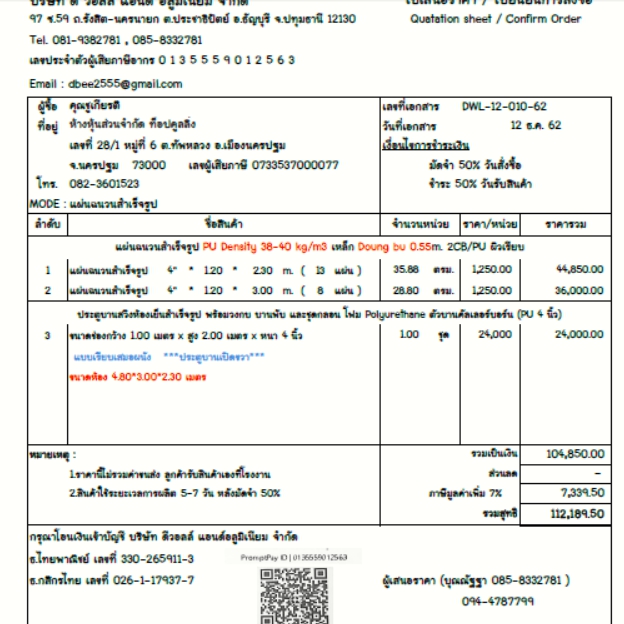 บริษัท ดี วอลล์ แอนด์ อลูมิเนียม จำกัด
ใบเสนอราคา / ใบยืนยันการสั่งซื้อ
97 ซ.59 ถ.รังสิต-นครนายก ต.ประชาธิปัตย์ อ.ธัญบุรี จ.ปทุมธานี 12130
Quatation sheet / Confirm Order
Tel. 081-9382781 , 085-8332781
เลขประจำตัวผู้เสียภาษีอากร 0 1 3 5 5 5 9 0 1 2 5 6 3
Email : dbee2555@gmail.com
ผู้ซื้อ คุณชูเกียรติ
เลขที่เอกสาร DWL-12-010-62
ที่อยู่ ห้างหุ้นส่วนจำกัด ท็อปคูลลิ่ง
วันที่เอกสาร 12 ธ.ค. 62
เลขที่ 28/1 หมู่ที่ 6 ต.ทัพหลวง อ.เมืองนครปฐม
เงื่อนไขการชำระเงิน
จ.นครปฐม 73000 เลขผู้เสียภาษี 0733537000077
มัดจำ 50% วันสั่งซื้อ
โทร. 082-3601523
ชำระ 50% วันรับสินค้า
MODE : แผ่นฉนวนสำเร็จรูป
ลำดับ ชื่อสินค้า จำนวนหน่วย ราคา/หน่วย ราคารวม
แผ่นฉนวนสำเร็จรูป PU Density 38-40 kg/m3 เหล็ก Doung bu 0.55m. 2CB/PU ผิวเรียบ
1 แผ่นฉนวนสำเร็จรูป 4" * 1.20 * 2.30 m. ( 13 แผ่น ) 35.88 ตรม. 1,250.00 44,850.00
2 แผ่นฉนวนสำเร็จรูป 4" * 1.20 * 3.00 m. ( 8 แผ่น ) 28.80 ตรม. 1,250.00 36,000.00
ประตูบานสวิงห้องเย็นสำเร็จรูป พร้อมวงกบ บานพับ และชุดกลอน โฟม Polyurethane ตัวบานคัลเลอร์บอร์น (PU 4 นิ้ว)
3 ขนาดช่องกว้าง 1.00 เมตร x สูง 2.00 เมตร x หนา 4 นิ้ว 1.00 ชุด 24,000 24,000.00
แบบเรียบเสมอผนัง ***ประตูบานเปิดขวา***
ขนาดห้อง 4.80*3.00*2.30 เมตร
หมายเหตุ :
รวมเป็นเงิน 104,850.00
1.ราคานี้ไม่รวมค่าขนส่ง ลูกค้ารับสินค้าเองที่โรงงาน
ส่วนลด -
2.สินค้าใช้ระยะเวลาการผลิต 5-7 วัน หลังมัดจำ 50%
ภาษีมูลค่าเพิ่ม 7% 7,339.50
รวมสุทธิ 112,189.50
กรุณาโอนเงินเข้าบัญชี บริษัท ดีวอลล์ แอนด์อลูมิเนียม จำกัด
ธ.ไทยพาณิชย์ เลขที่ 330-265911-3
PromptPay ID | 0135559012563
ธ.กสิกรไทย เลขที่ 026-1-17937-7
ผู้เสนอราคา (บุณณัฐฐา 085-8332781 )
094-4787799